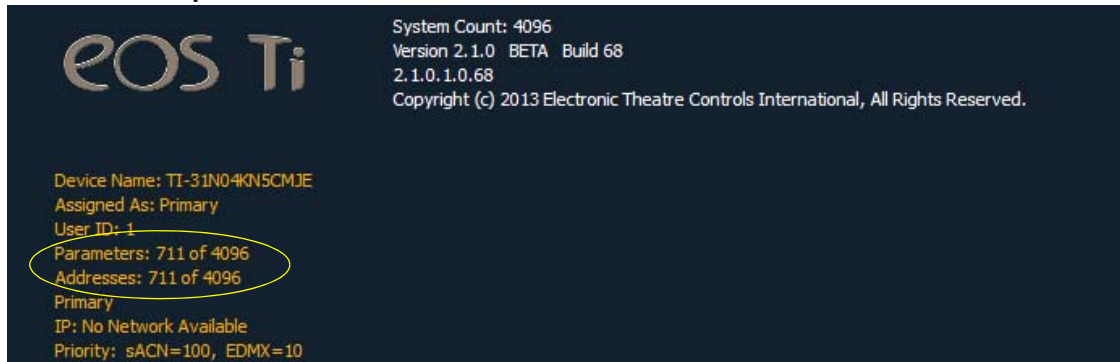 eos Ti
System Count: 4096
Version 2.1.0 BETA Build 68
2.1.0.1.0.68
Copyright (c) 2013 Electronic Theatre Controls International, All Rights Reserved.
Device Name: TI-31N04KN5CMJE
Assigned As: Primary
User ID: 1
Parameters: 711 of 4096
Addresses: 711 of 4096
Primary
IP: No Network Available
Priority: sACN=100, EDMX=10